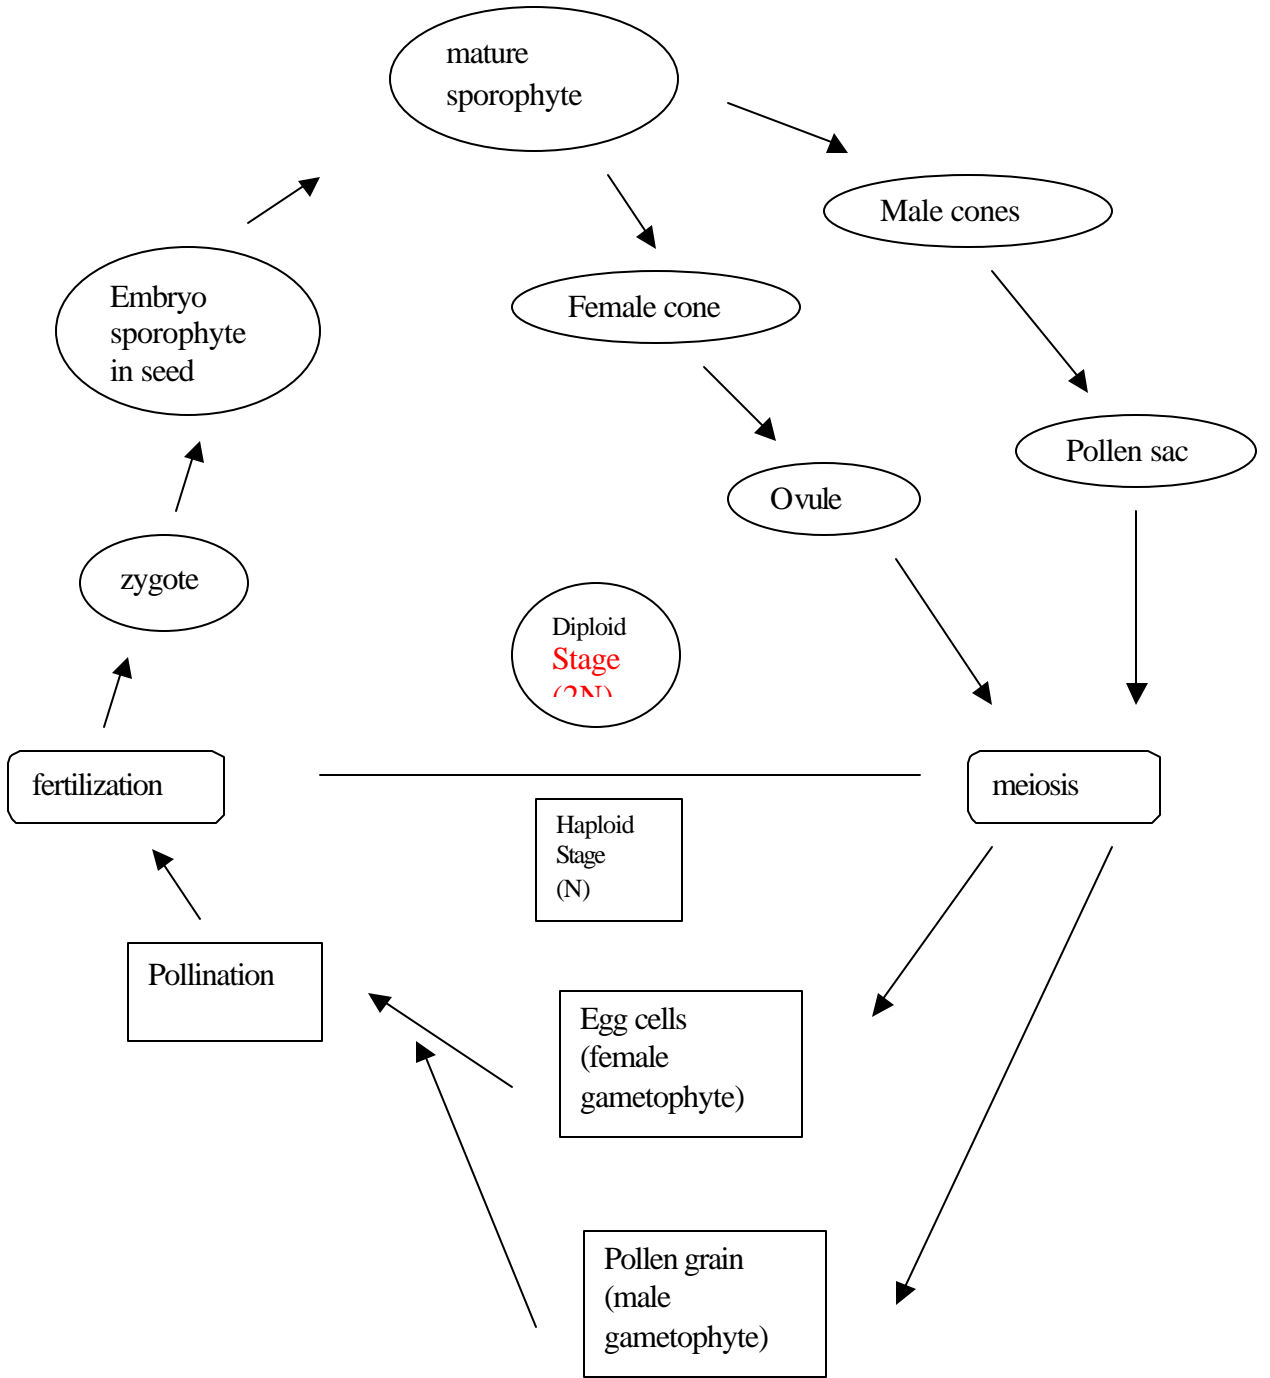 mature
sporophyte
Male cones
Female cone
Embryo
sporophyte
in seed
Pollen sac
Ovule
zygote
Diploid
Stage
(2N)
fertilization
meiosis
Haploid
Stage
(N)
Pollination
Egg cells
(female
gametophyte)
Pollen grain
(male
gametophyte)